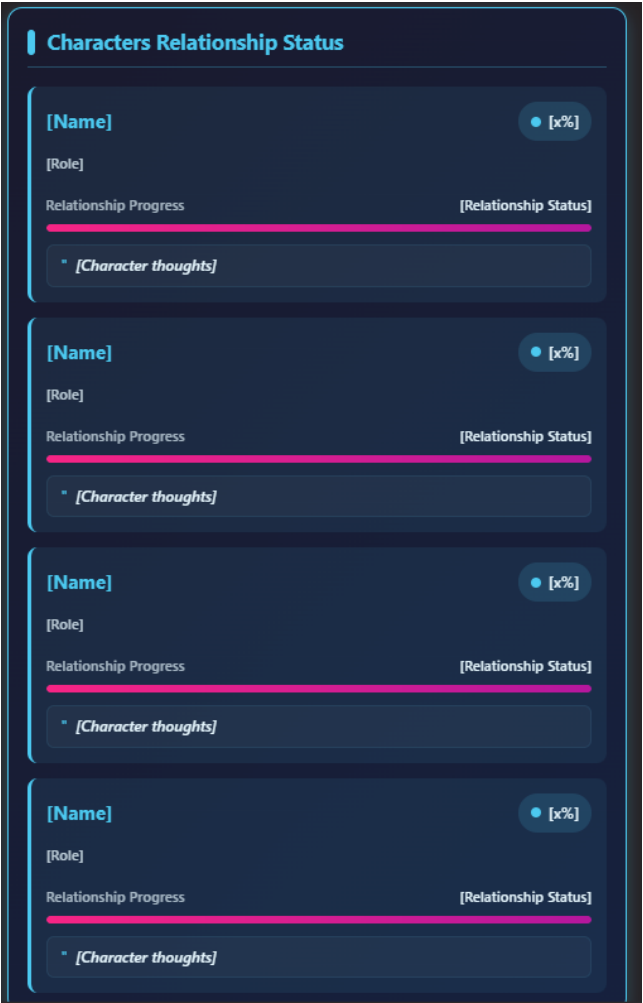 Characters Relationship Status
[Name]
[x%]
[Role]
Relationship Progress
[Relationship Status]
" [Character thoughts]
[Name]
[x%]
[Role]
Relationship Progress
[Relationship Status]
" [Character thoughts]
[Name]
[x%]
[Role]
Relationship Progress
[Relationship Status]
" [Character thoughts]
[Name]
[x%]
[Role]
Relationship Progress
[Relationship Status]
" [Character thoughts]